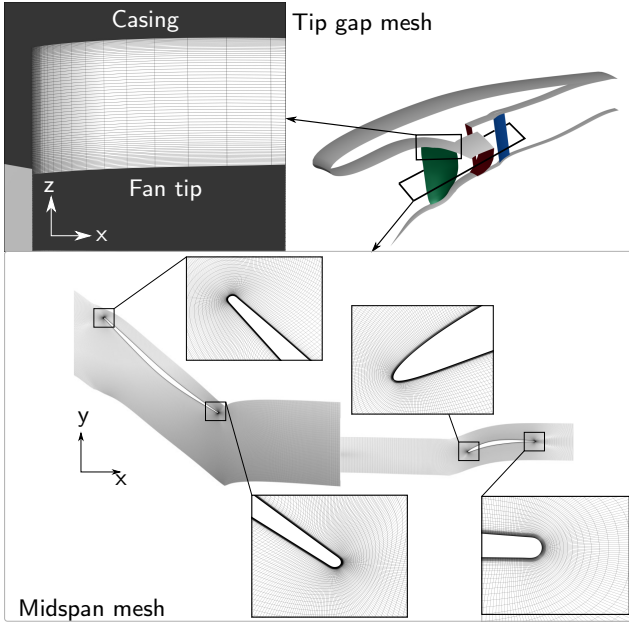 Casing
Tip gap mesh
Fan tip
z
x
y
x
Midspan mesh